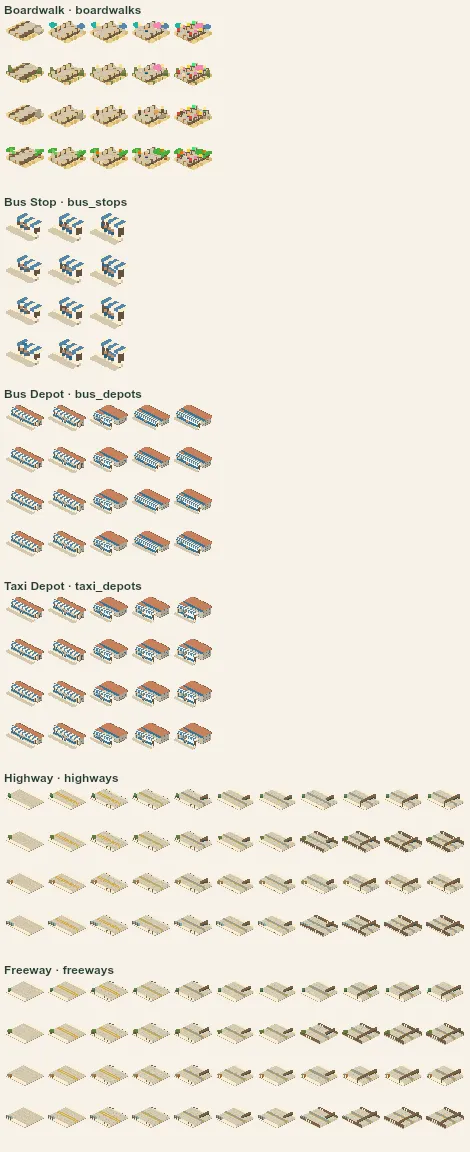 Boardwalk · boardwalks
Bus Stop · bus_stops
Bus Depot · bus_depots
Taxi Depot · taxi_depots
Highway · highways
Freeway · freeways